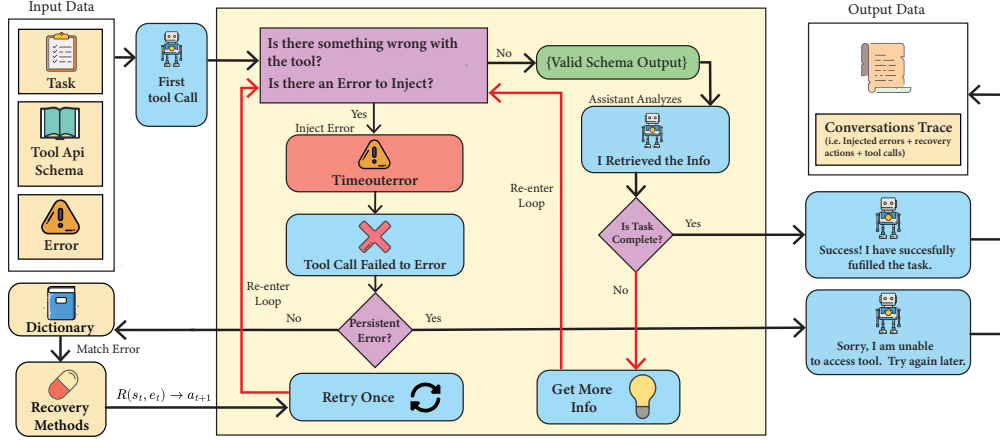 Input Data
Task
Tool Api
Schema
Error
First
tool Call
Is there something wrong with
the tool?
Is there an Error to Inject?
No
{Valid Schema Output}
Assistant Analyzes
I Retrieved the Info
Yes
Inject Error
Timeouterror
Tool Call Failed to Error
Re-enter
Loop
Is Task
Complete?
Yes
No
Re-enter
Loop
Persistent
Error?
No
Yes
Dictionary
Match Error
Recovery
Methods
R(sₜ, eₜ) → aₜ₊₁
Retry Once
Get More
Info
Output Data
Conversations Trace
(i.e. Injected errors + recovery
actions + tool calls)
Success! I have succesfully
fufilled the task.
Sorry, I am unable
to access tool. Try again later.